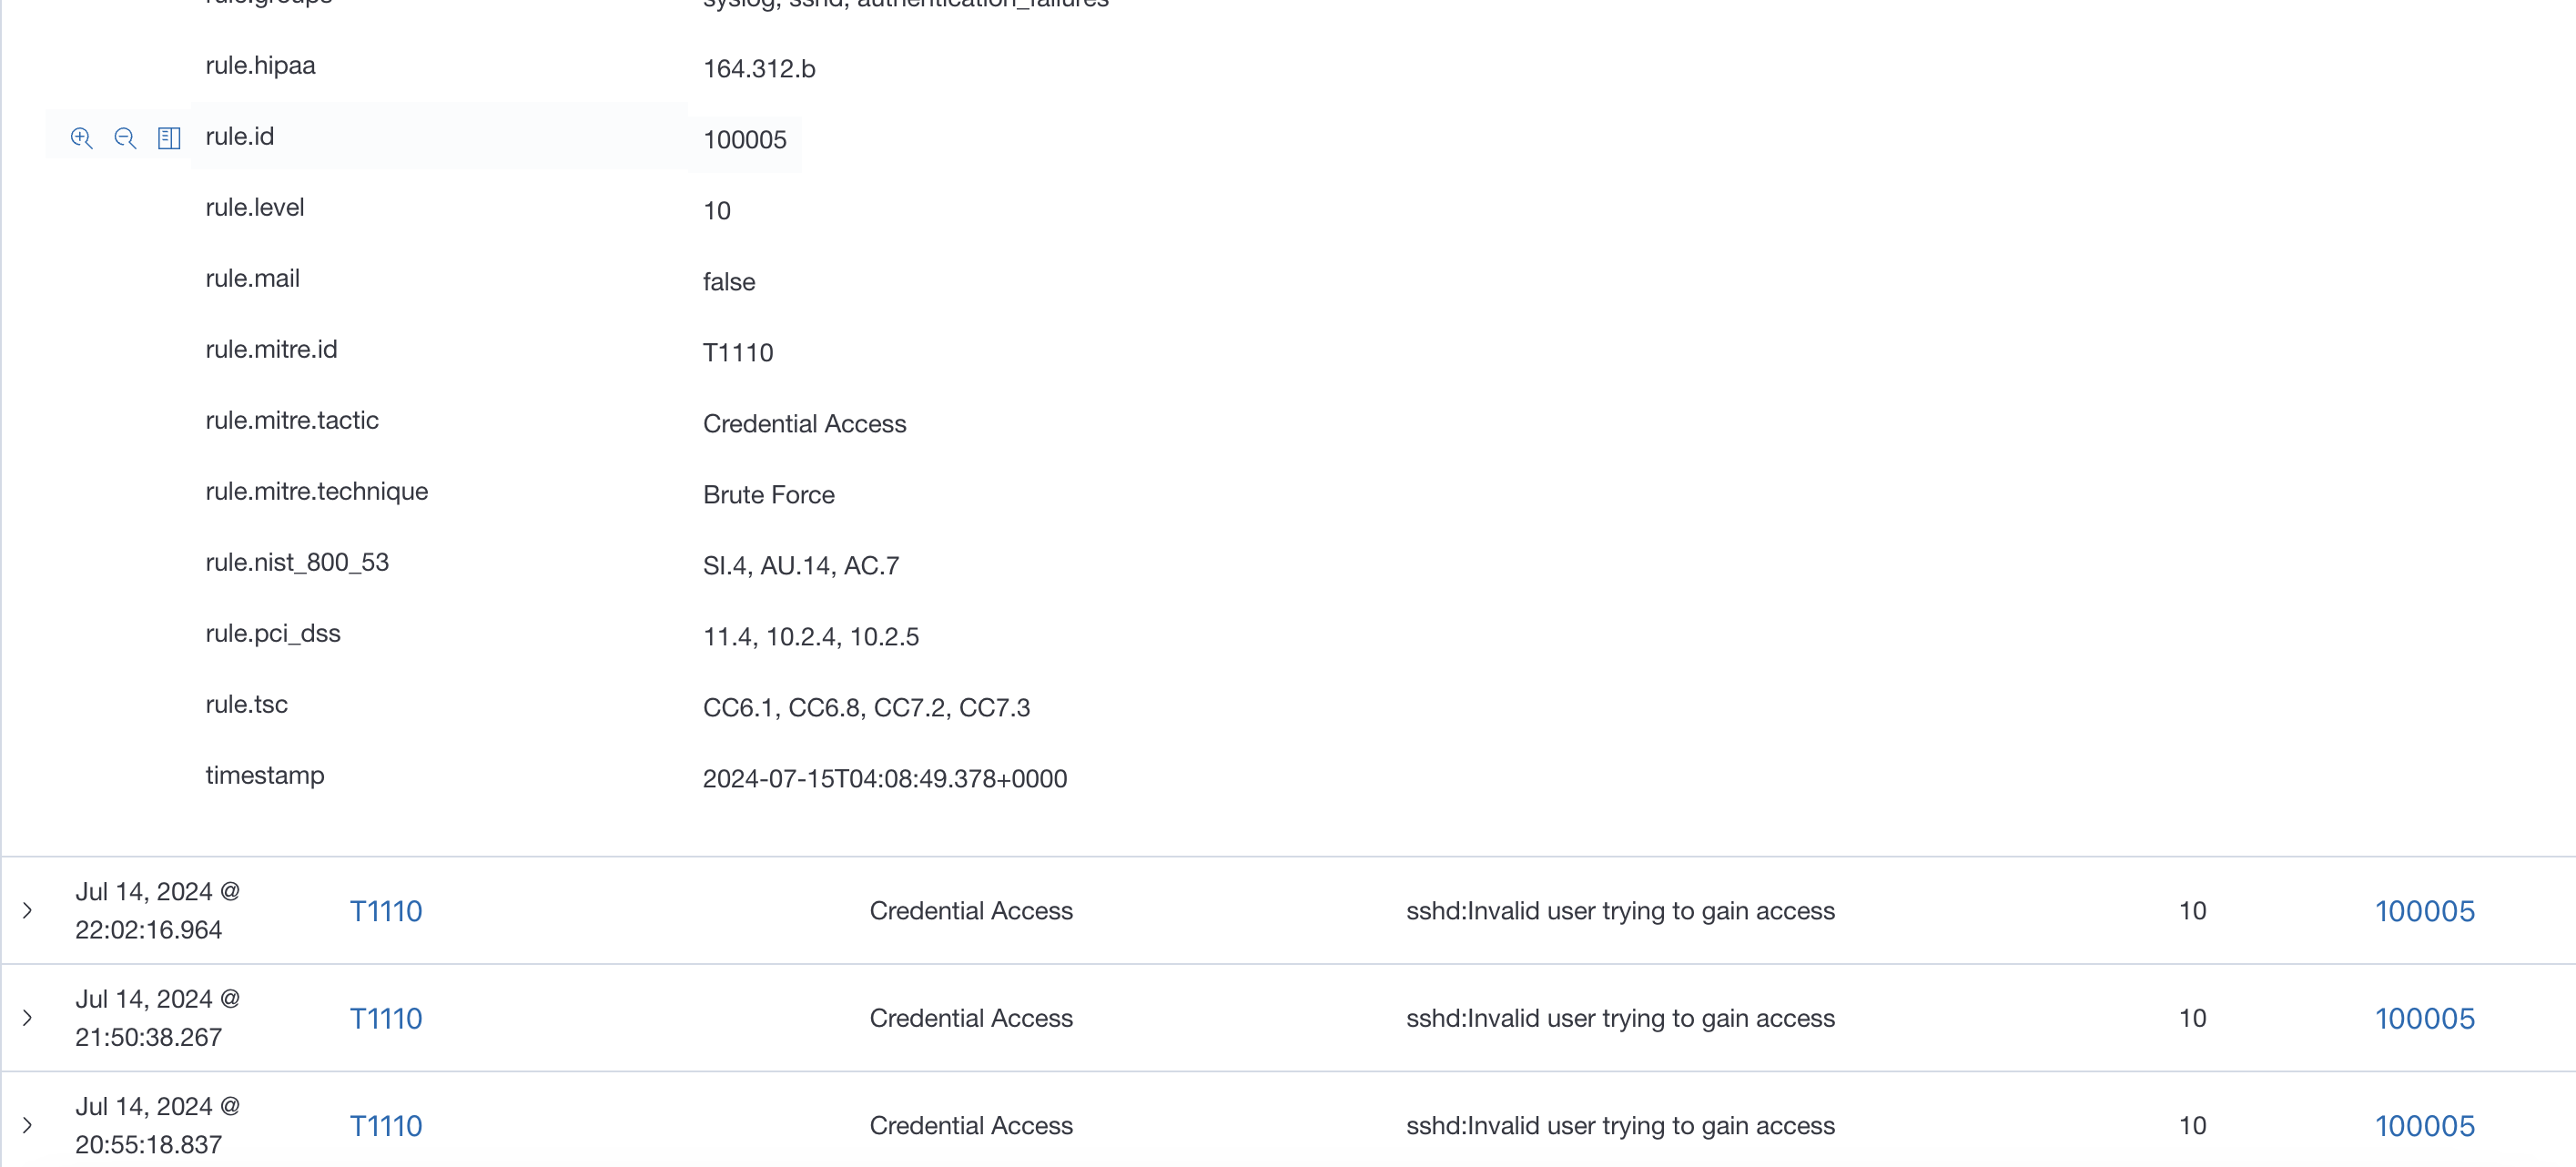 rule.groups syslog, sshd, authentication_failures
rule.hipaa 164.312.b
rule.id 100005
rule.level 10
rule.mail false
rule.mitre.id T1110
rule.mitre.tactic Credential Access
rule.mitre.technique Brute Force
rule.nist_800_53 SI.4, AU.14, AC.7
rule.pci_dss 11.4, 10.2.4, 10.2.5
rule.tsc CC6.1, CC6.8, CC7.2, CC7.3
timestamp 2024-07-15T04:08:49.378+0000
Jul 14, 2024 @
22:02:16.964
T1110 Credential Access sshd:Invalid user trying to gain access 10 100005
Jul 14, 2024 @
21:50:38.267
T1110 Credential Access sshd:Invalid user trying to gain access 10 100005
Jul 14, 2024 @
20:55:18.837
T1110 Credential Access sshd:Invalid user trying to gain access 10 100005